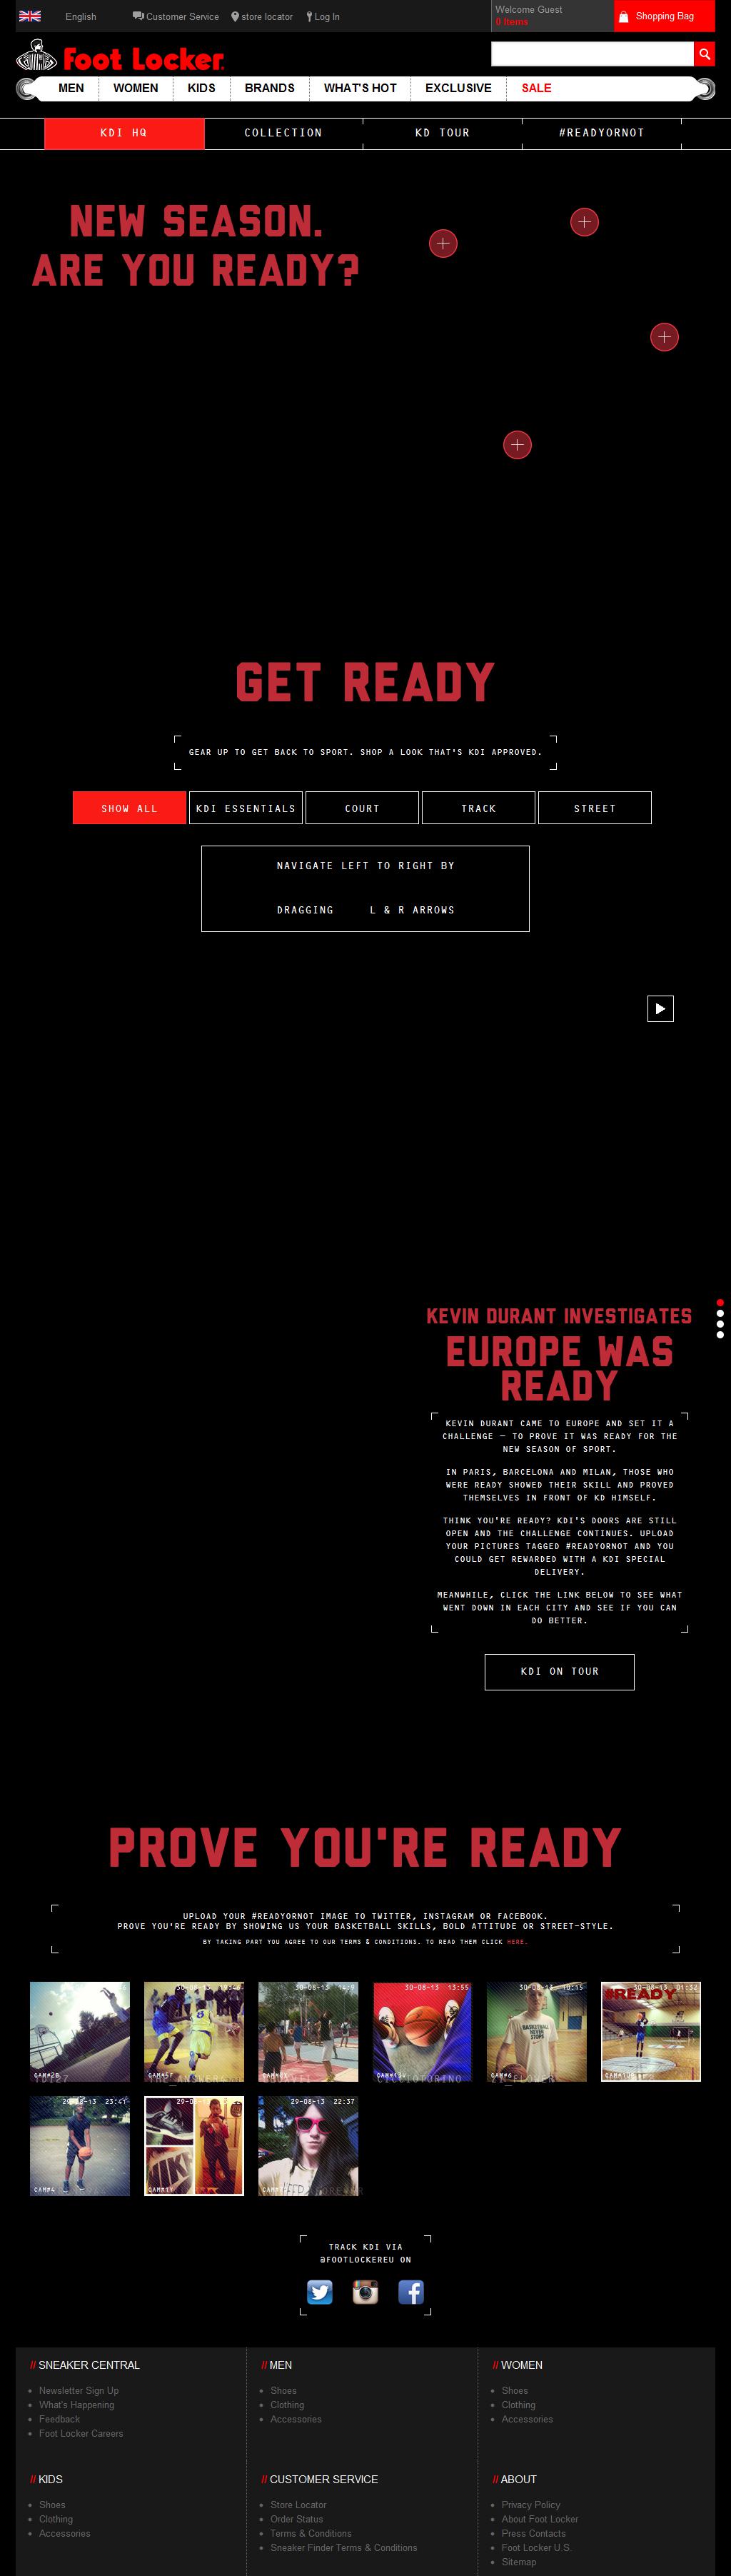 English
Customer Service
store locator
Log In
Welcome Guest
0 Items
Shopping Bag
Foot Locker
MEN
WOMEN
KIDS
BRANDS
WHAT'S HOT
EXCLUSIVE
SALE
KDI HQ
COLLECTION
KD TOUR
#READYORNOT
NEW SEASON.
ARE YOU READY?
GET READY
GEAR UP TO GET BACK TO SPORT. SHOP A LOOK THAT'S KDI APPROVED.
SHOW ALL
KDI ESSENTIALS
COURT
TRACK
STREET
NAVIGATE LEFT TO RIGHT BY
DRAGGING
L & R ARROWS
KEVIN DURANT INVESTIGATES
EUROPE WAS
READY
KEVIN DURANT CAME TO EUROPE AND SET IT A
CHALLENGE – TO PROVE IT WAS READY FOR THE
NEW SEASON OF SPORT.
IN PARIS, BARCELONA AND MILAN, THOSE WHO
WERE READY SHOWED THEIR SKILL AND PROVED
THEMSELVES IN FRONT OF KD HIMSELF.
THINK YOU'RE READY? KDI'S DOORS ARE STILL
OPEN AND THE CHALLENGE CONTINUES. UPLOAD
YOUR PICTURES TAGGED #READYORNOT AND YOU
COULD GET REWARDED WITH A KDI SPECIAL
DELIVERY.
MEANWHILE, CLICK THE LINK BELOW TO SEE WHAT
WENT DOWN IN EACH CITY AND SEE IF YOU CAN
DO BETTER.
KDI ON TOUR
PROVE YOU'RE READY
UPLOAD YOUR #READYORNOT IMAGE TO TWITTER, INSTAGRAM OR FACEBOOK.
PROVE YOU'RE READY BY SHOWING US YOUR BASKETBALL SKILLS, BOLD ATTITUDE OR STREET-STYLE.
BY TAKING PART YOU AGREE TO OUR TERMS & CONDITIONS. TO READ THEM CLICK HERE.
30-08-13 13:55
30-08-13 10:15
BASKETBALL
NEVER
STOPS
30-08-13 01:32
#READY
29-08-13 23:41
29-08-13 22:37
TRACK KDI VIA
@FOOTLOCKEREU ON
// SNEAKER CENTRAL
Newsletter Sign Up
What's Happening
Feedback
Foot Locker Careers
// MEN
Shoes
Clothing
Accessories
// WOMEN
Shoes
Clothing
Accessories
// KIDS
Shoes
Clothing
Accessories
// CUSTOMER SERVICE
Store Locator
Order Status
Terms & Conditions
Sneaker Finder Terms & Conditions
// ABOUT
Privacy Policy
About Foot Locker
Press Contacts
Foot Locker U.S.
Sitemap